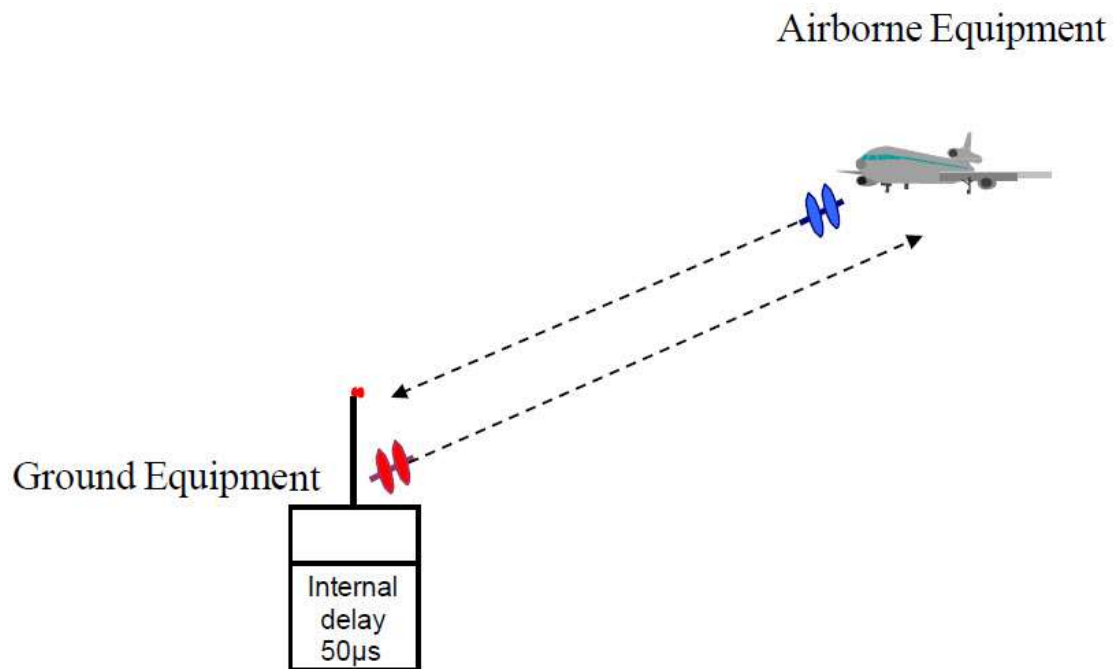 Airborne Equipment
Ground Equipment
Internal
delay
50µs